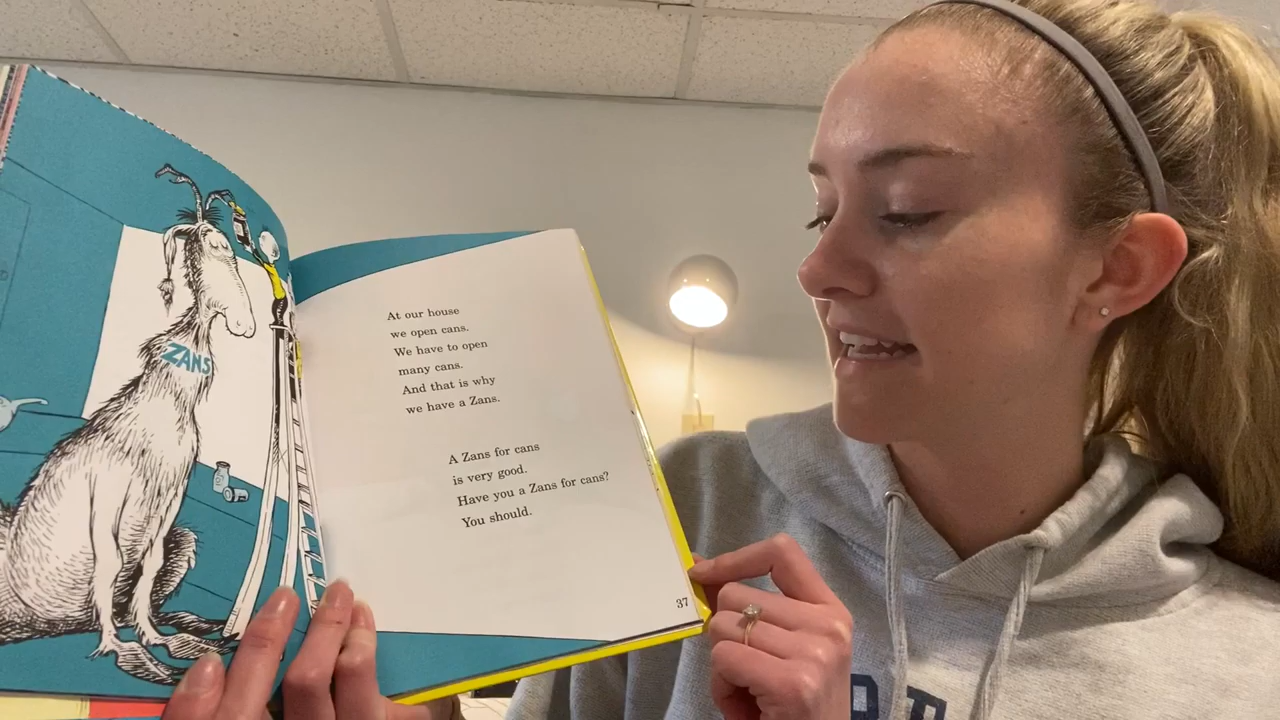 ZANS
At our house
we open cans.
We have to open
many cans.
And that is why
we have a Zans.
A Zans for cans
is very good.
Have you a Zans for cans?
You should.
37